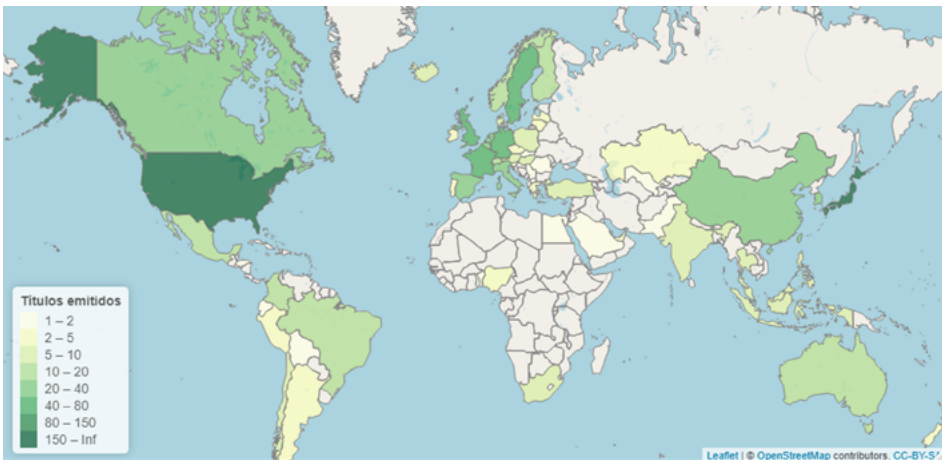 Títulos emitidos
1 – 2
2 – 5
5 – 10
10 – 20
20 – 40
40 – 80
80 – 150
150 – Inf
Leaflet | © OpenStreetMap contributors, CC-BY-SA